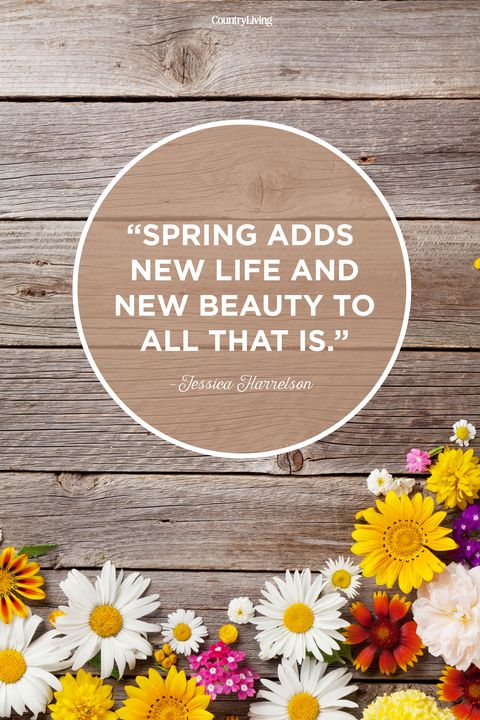 CountryLiving
“SPRING ADDS
NEW LIFE AND
NEW BEAUTY TO
ALL THAT IS.”
-Jessica Harrelson